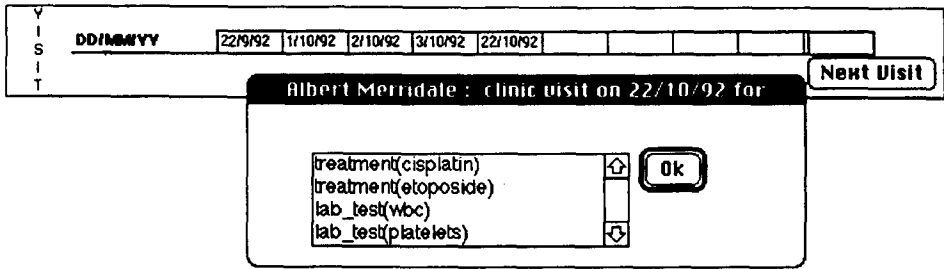 VISIT
DD/MM/YY 22/9/92 1/10/92 2/10/92 3/10/92 22/10/92
Next Visit
Albert Merridale : clinic visit on 22/10/92 for
treatment(cisplatin)
treatment(etoposide)
lab_test(wbc)
lab_test(platelets)
Ok